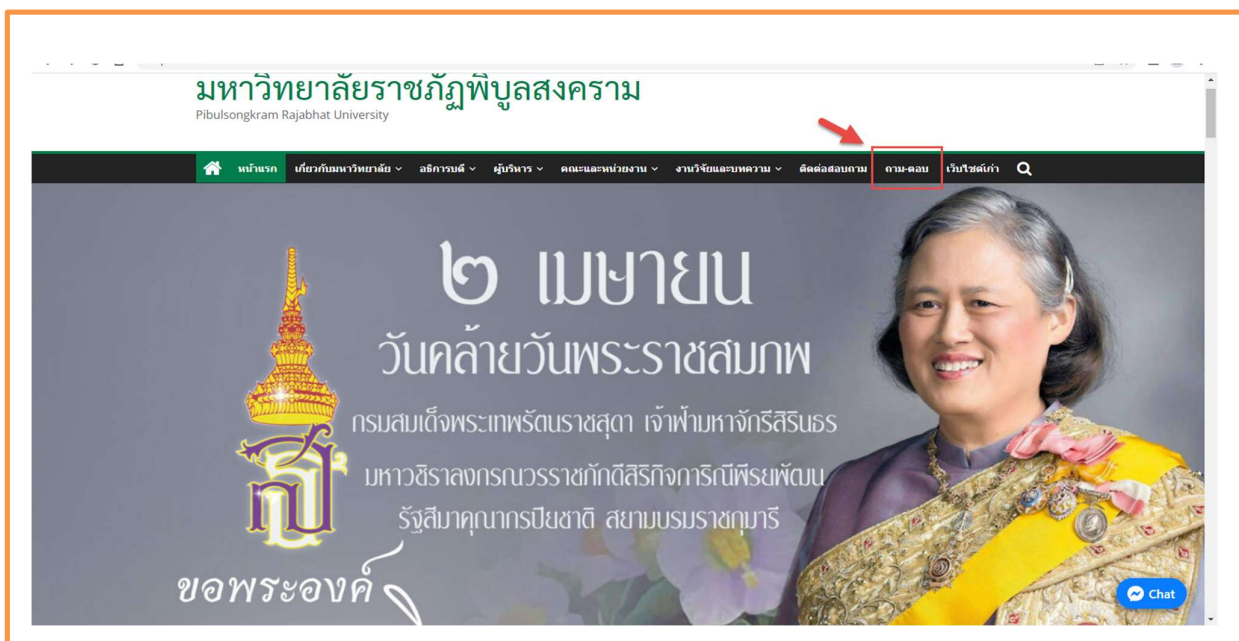 มหาวิทยาลัยราชภัฏพิบูลสงคราม
Pibulsongkram Rajabhat University
หน้าแรก เกี่ยวกับมหาวิทยาลัย อธิการบดี ผู้บริหาร คณะและหน่วยงาน งานวิจัยและบทความ ติดต่อสอบถาม ถาม-ตอบ เว็บไซต์เก่า
๒ เมษายน
วันคล้ายวันพระราชสมภพ
กรมสมเด็จพระเทพรัตนราชสุดา เจ้าฟ้ามหาจักรีสิรินธร
มหาวชิราลงกรณวรราชภักดีสิริกิจการิณีพีรยพัฒน
รัฐสีมาคุณากรปิยชาติ สยามบรมราชกุมารี
ขอพระองค์
Chat